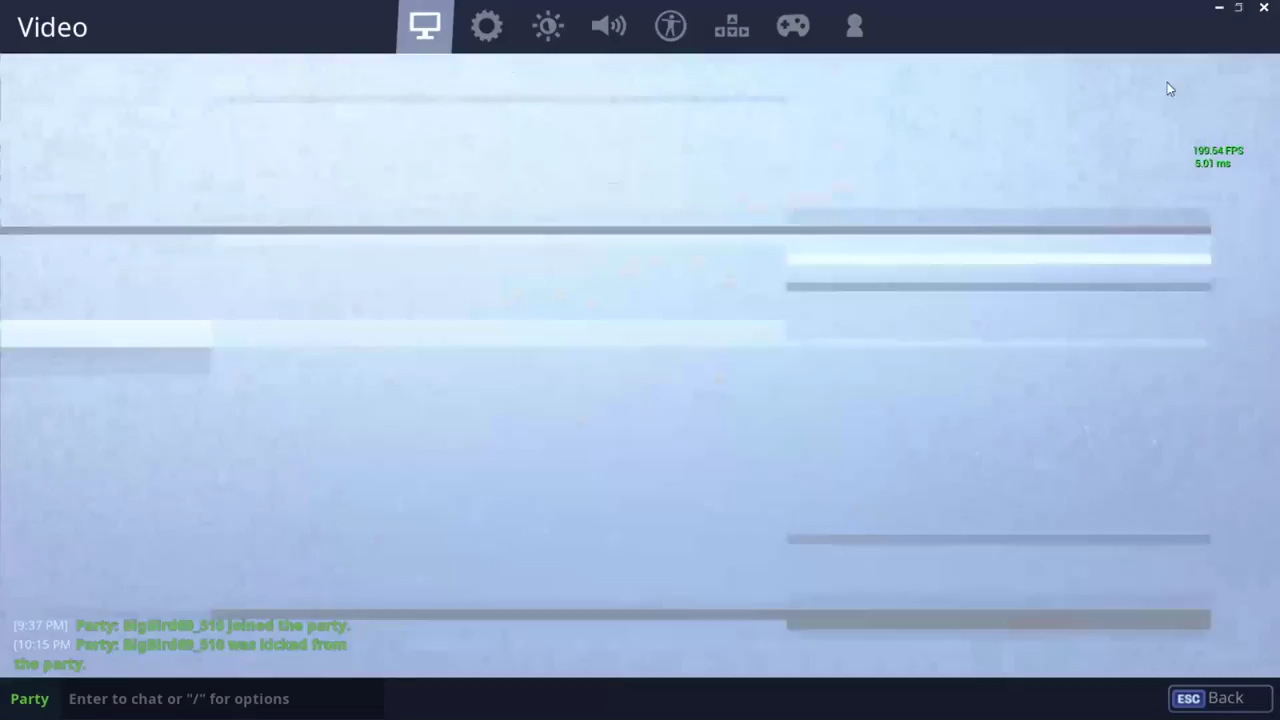 Video
199.64 FPS
5.01 ms
[9:37 PM] Party: BigBird69_510 joined the party.
[10:15 PM Party: BigBird69_510 was kicked from
the party.
Party Enter to chat or "/" for options
ESC Back